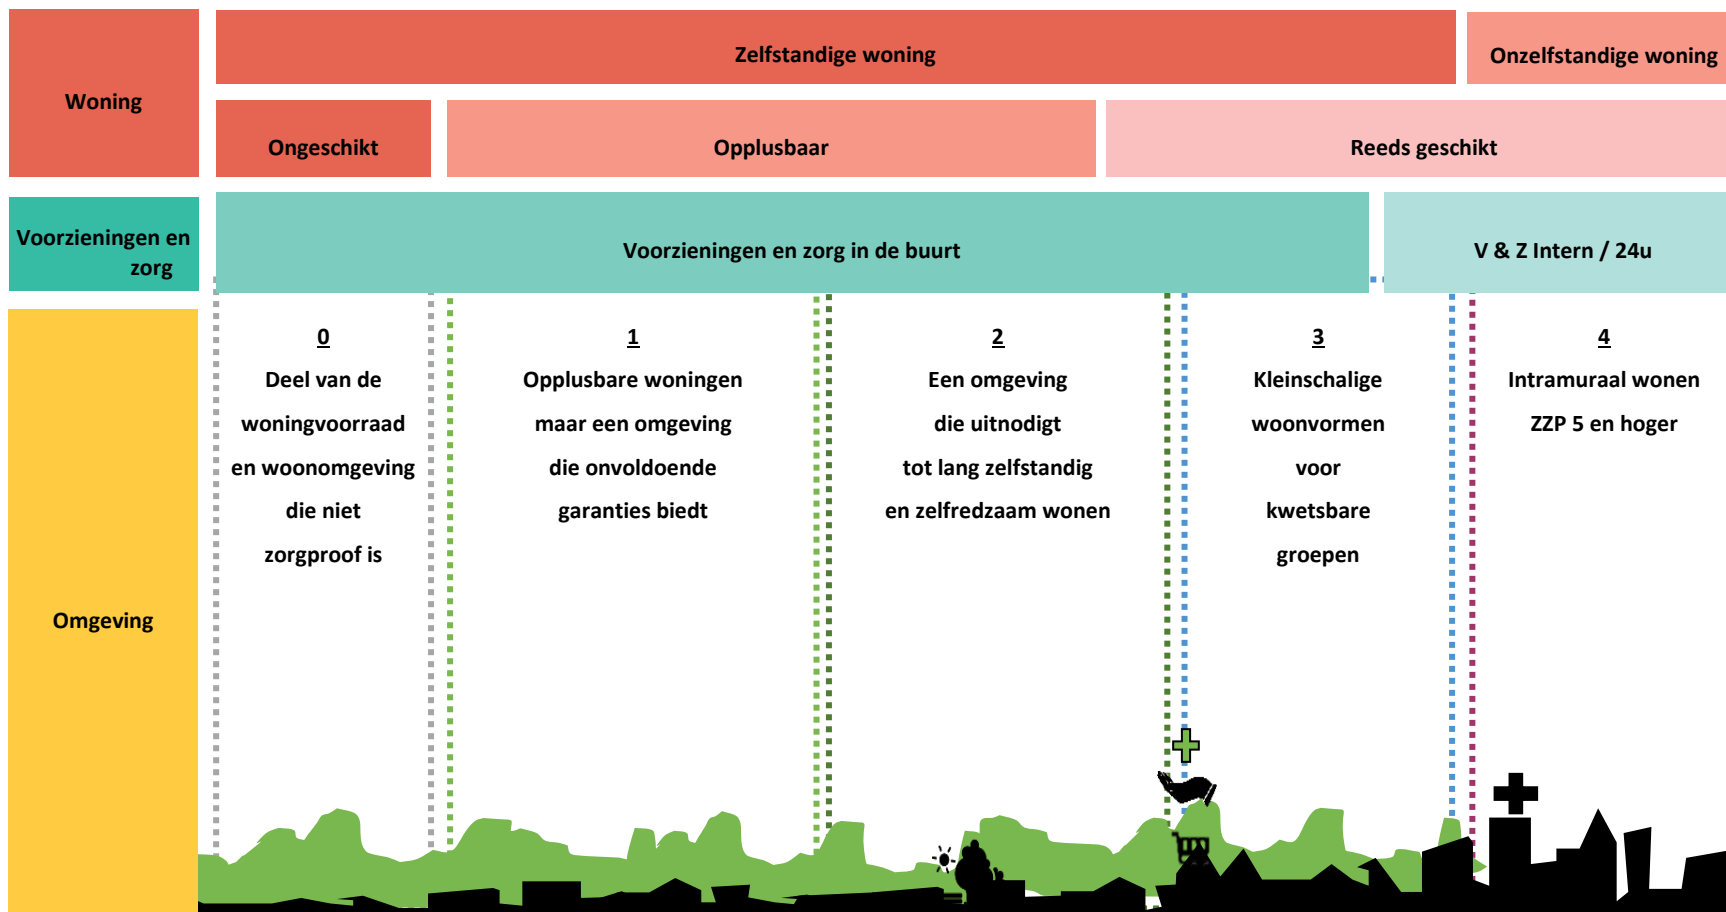 Woning
Zelfstandige woning
Onzelfstandige woning
Ongeschikt
Opplusbaar
Reeds geschikt
Voorzieningen en
zorg
Voorzieningen en zorg in de buurt
V & Z Intern / 24u
Omgeving
0
Deel van de
woningvoorraad
en woonomgeving
die niet
zorgproof is
1
Opplusbare woningen
maar een omgeving
die onvoldoende
garanties biedt
2
Een omgeving
die uitnodigt
tot lang zelfstandig
en zelfredzaam wonen
3
Kleinschalige
woonvormen
voor
kwetsbare
groepen
4
Intramuraal wonen
ZZP 5 en hoger